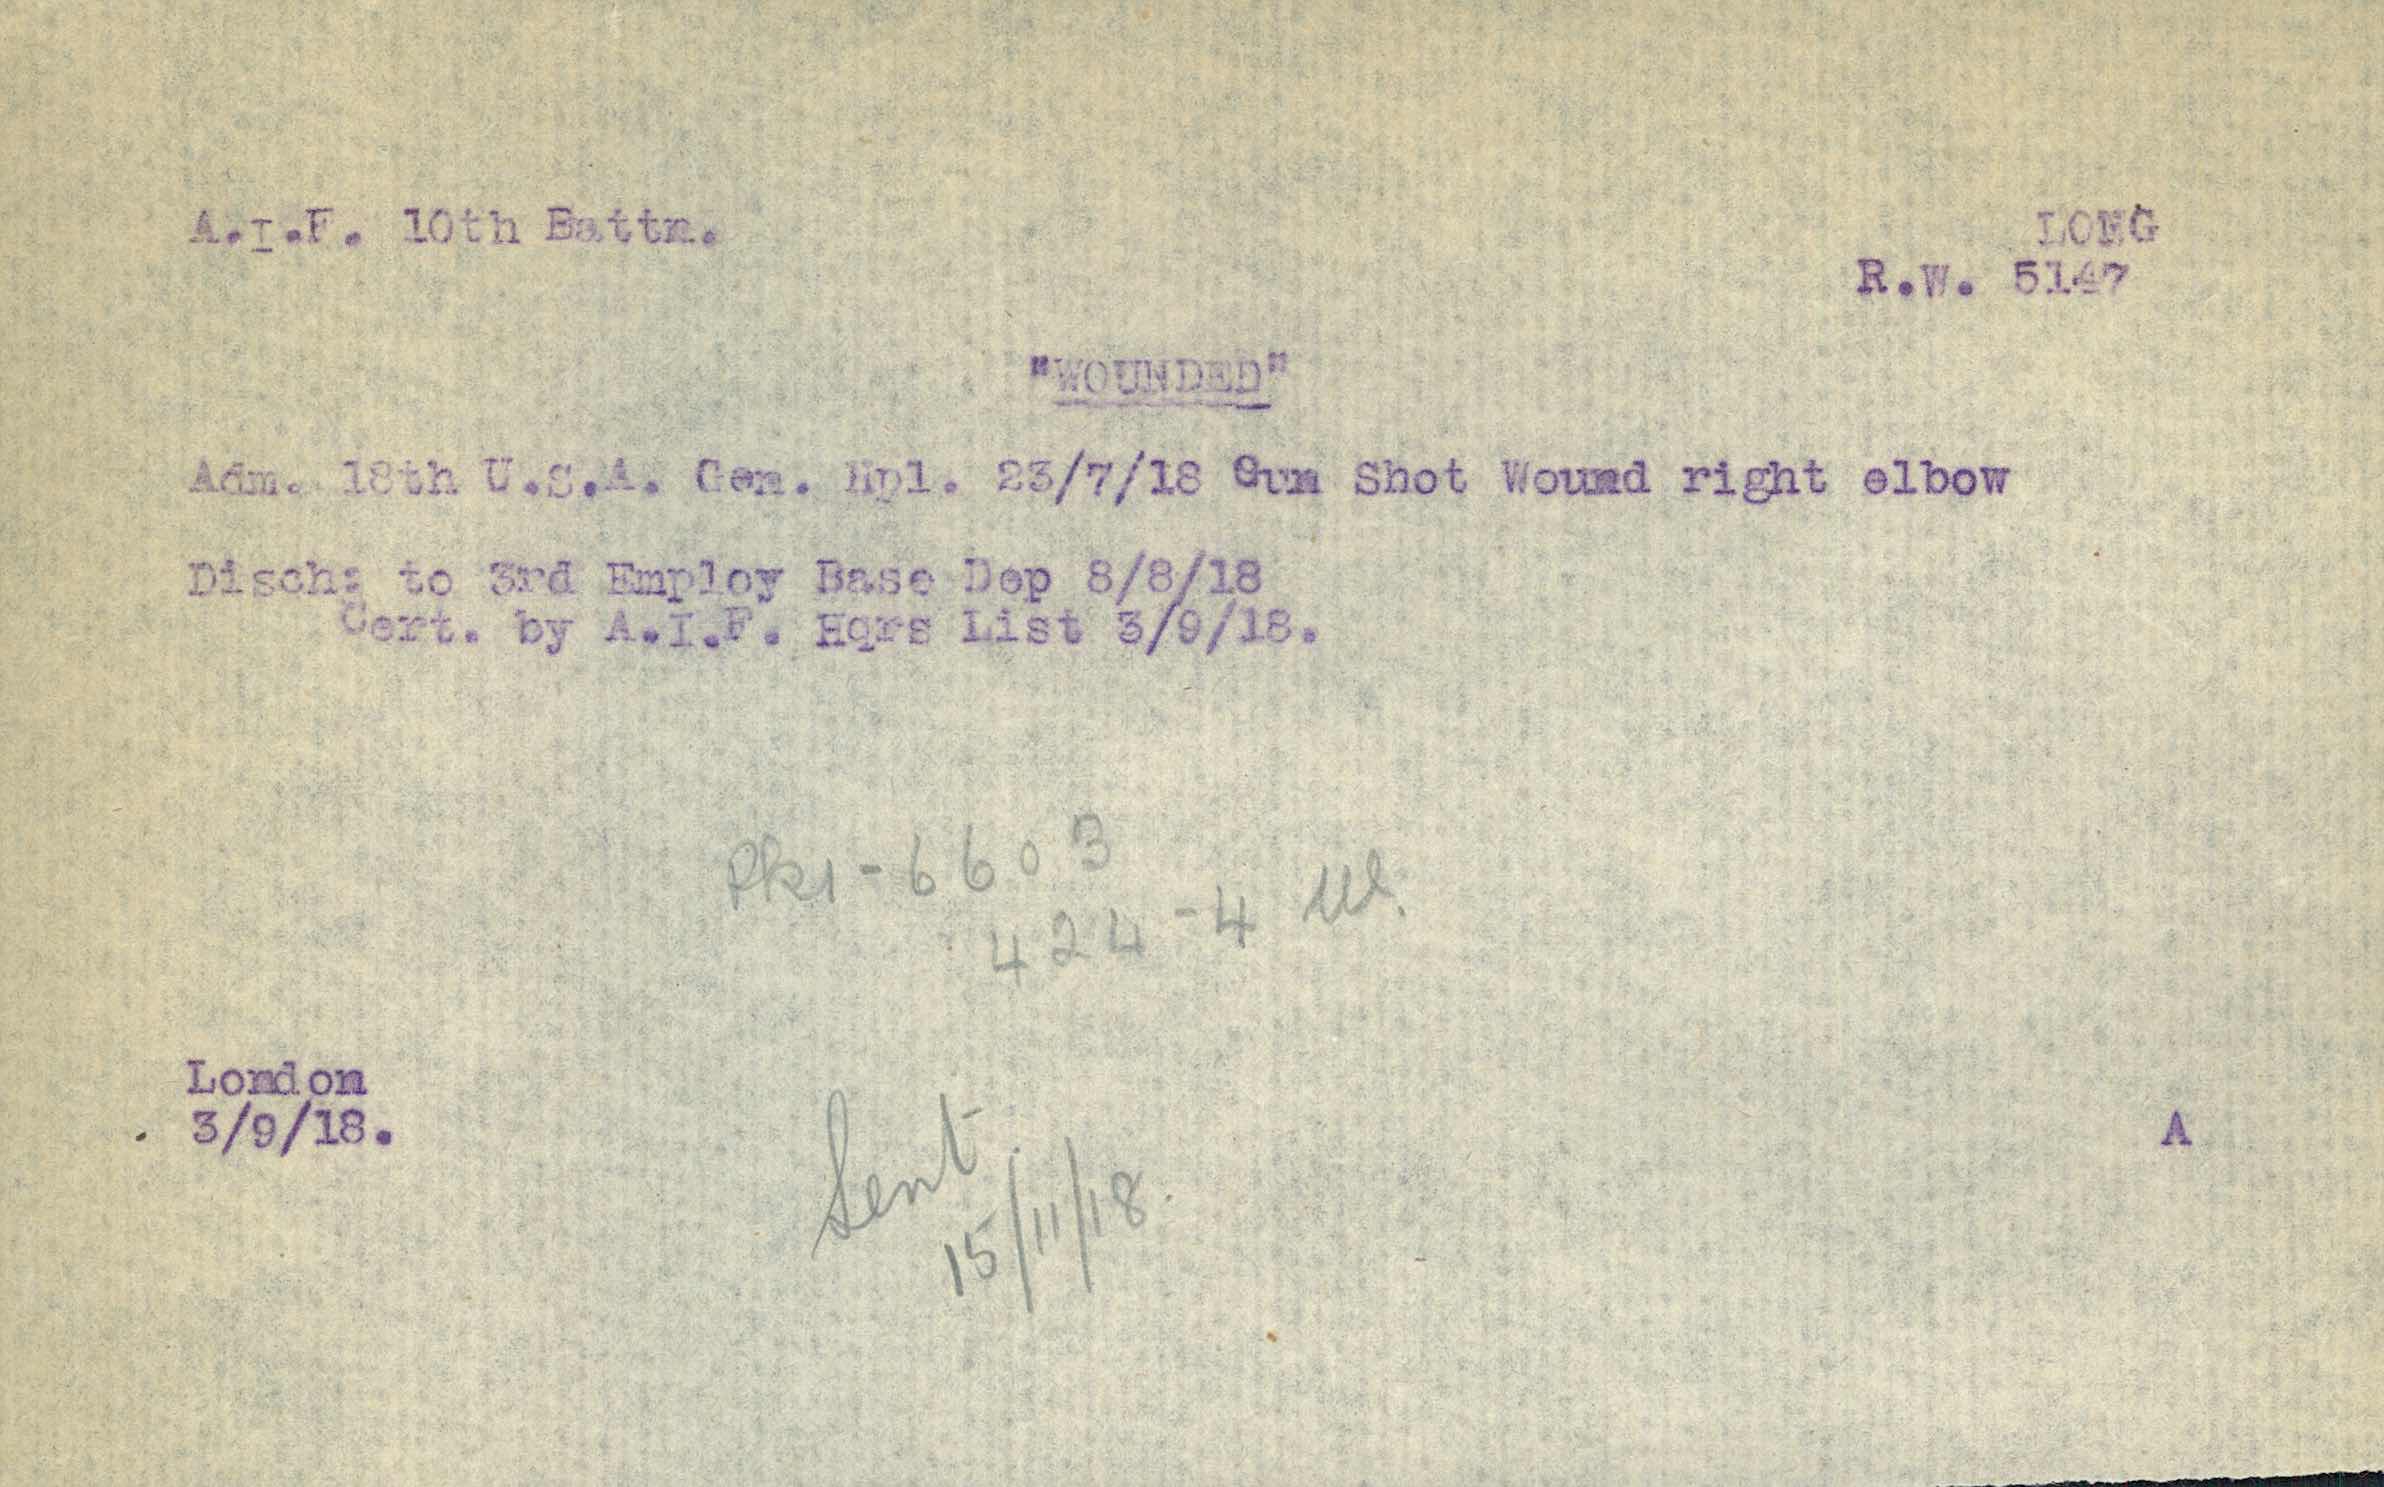 A.I.F. 10th Battn.
LONG
R.W. 5147
"WOUNDED"
Adm. 18th U.S.A. Gen. Hpl. 23/7/18 Gun Shot Wound right elbow
Disch: to 3rd Employ Base Dep 8/8/18
Cert. by A.I.F. Hqrs List 3/9/18.
Pk1-6603
424-4
London
3/9/18.
A
Sent
15/11/18.